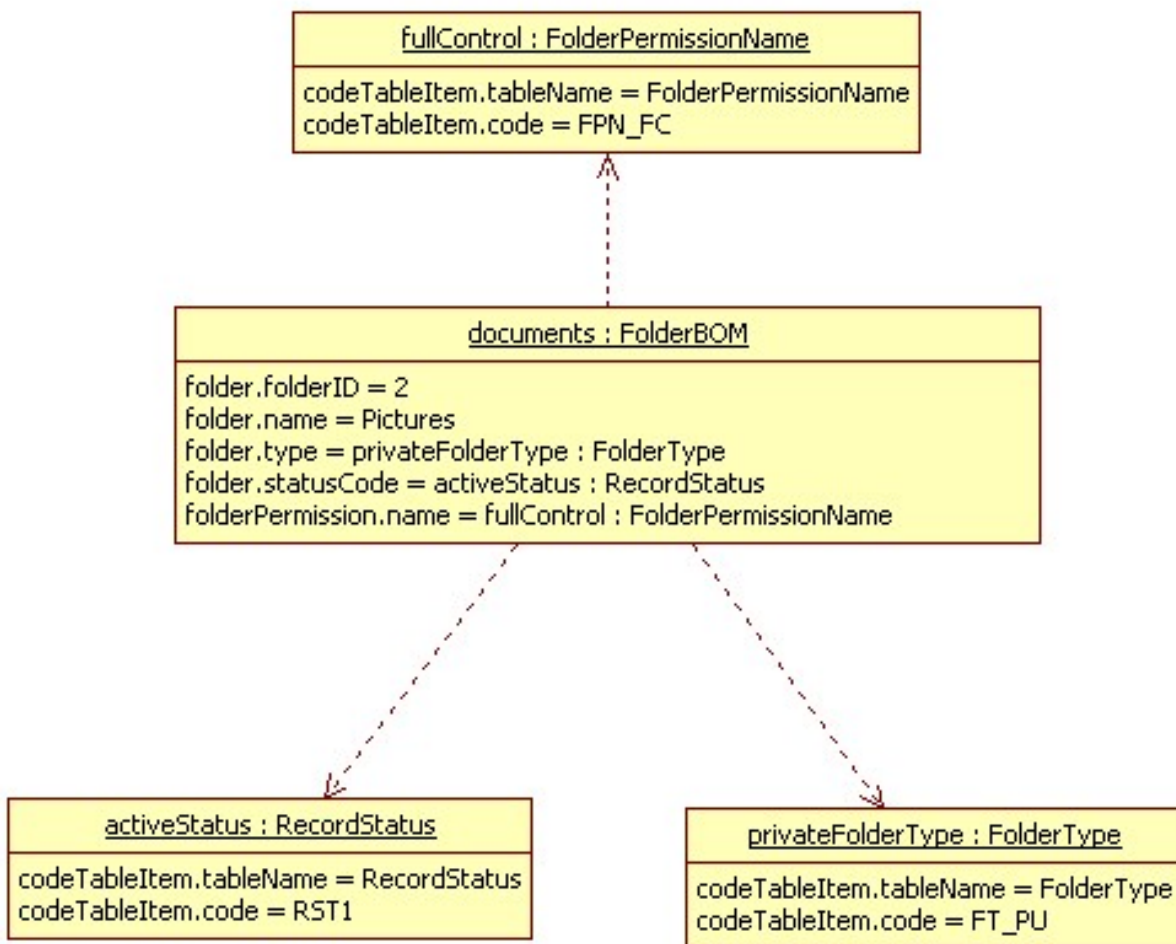 fullControl : FolderPermissionName
codeTableItem.tableName = FolderPermissionName
codeTableItem.code = FPN_FC
documents : FolderBOM
folder.folderID = 2
folder.name = Pictures
folder.type = privateFolderType : FolderType
folder.statusCode = activeStatus : RecordStatus
folderPermission.name = fullControl : FolderPermissionName
activeStatus : RecordStatus
codeTableItem.tableName = RecordStatus
codeTableItem.code = RST1
privateFolderType : FolderType
codeTableItem.tableName = FolderType
codeTableItem.code = FT_PU